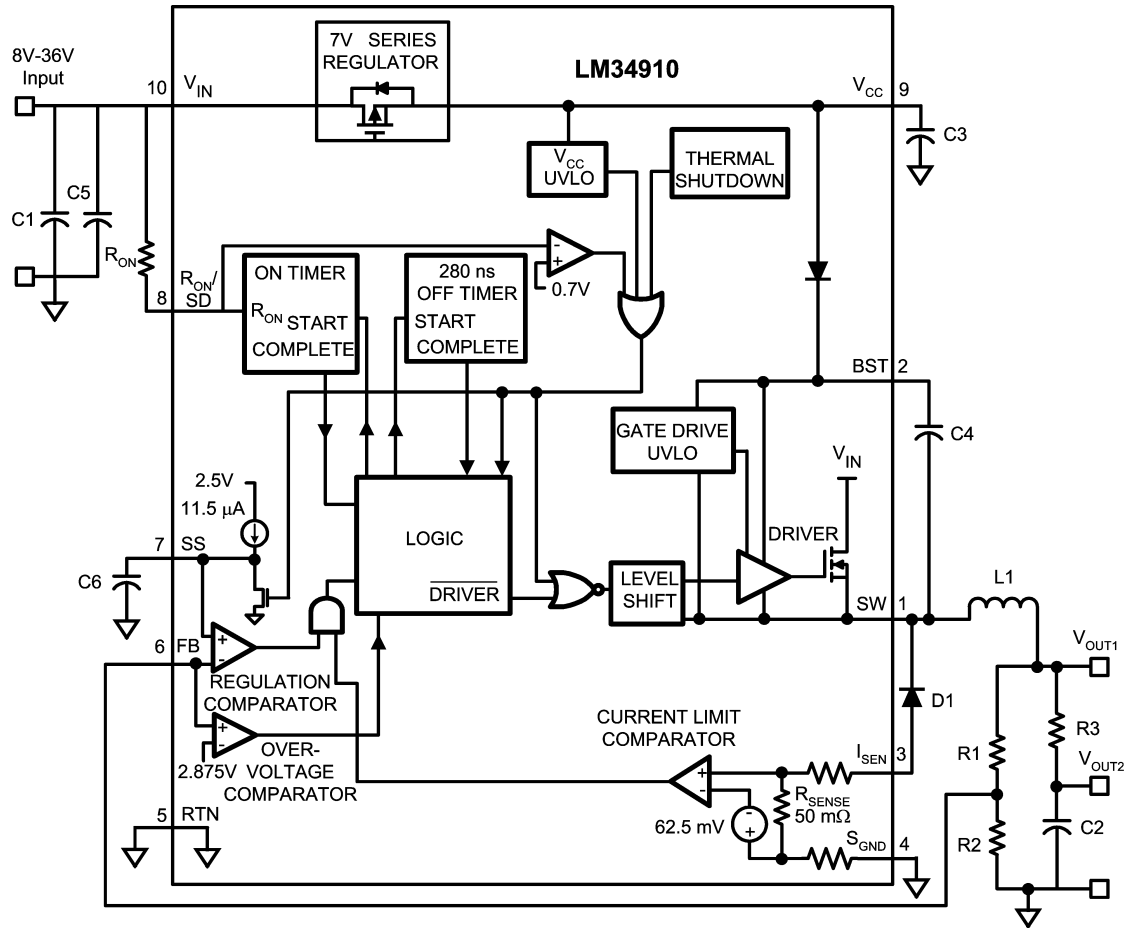 8V-36V
Input
7V SERIES
REGULATOR
LM34910
10
V_IN
V_CC
9
C3
V_CC
UVLO
THERMAL
SHUTDOWN
C5
C1
R_ON
R_ON/
SD
8
ON TIMER
R_ON START
COMPLETE
280 ns
OFF TIMER
START
COMPLETE
-
+
0.7V
BST
2
GATE DRIVE
UVLO
C4
V_IN
2.5V
11.5 µA
LOGIC
DRIVER
DRIVER
7
SS
C6
LEVEL
SHIFT
L1
SW
1
6
FB
+
-
REGULATION
COMPARATOR
V_OUT1
D1
+
-
2.875V
OVER-
VOLTAGE
COMPARATOR
CURRENT LIMIT
COMPARATOR
I_SEN
3
R1
R3
V_OUT2
+
-
R_SENSE
50 mΩ
62.5 mV
-
+
5
RTN
S_GND
4
R2
C2